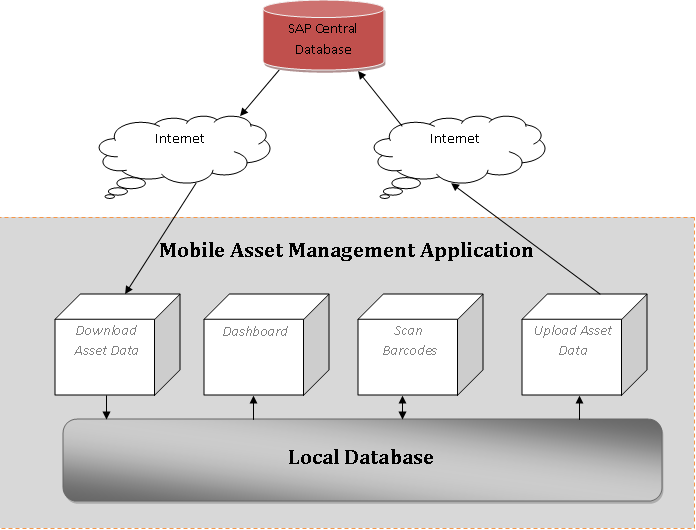 SAP Central
Database
Internet
Internet
Mobile Asset Management Application
Download
Asset Data
Dashboard
Scan
Barcodes
Upload Asset
Data
Local Database